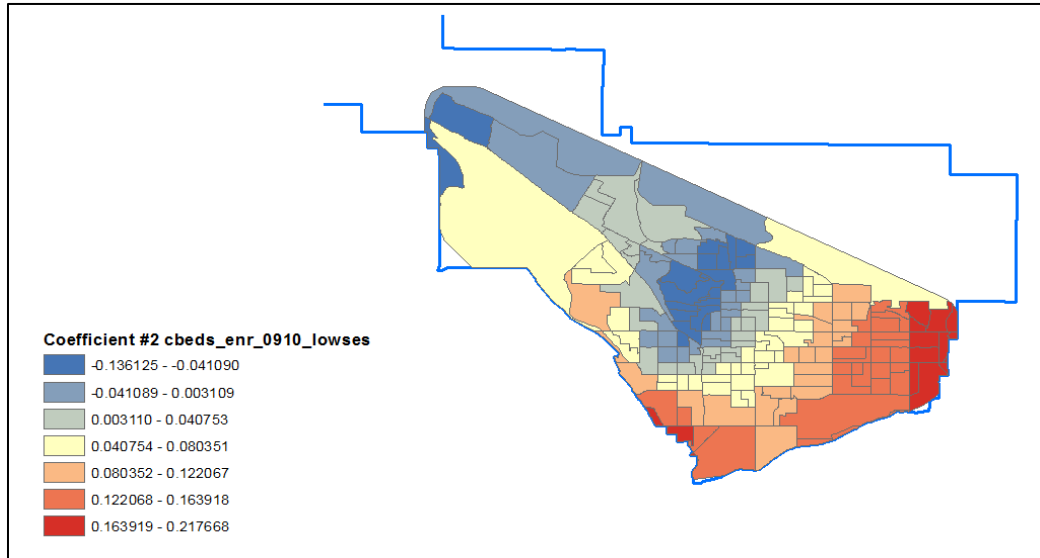 Coefficient #2 cbeds_enr_0910_lowses
-0.136125 - -0.041090
-0.041089 - 0.003109
0.003110 - 0.040753
0.040754 - 0.080351
0.080352 - 0.122067
0.122068 - 0.163918
0.163919 - 0.217668